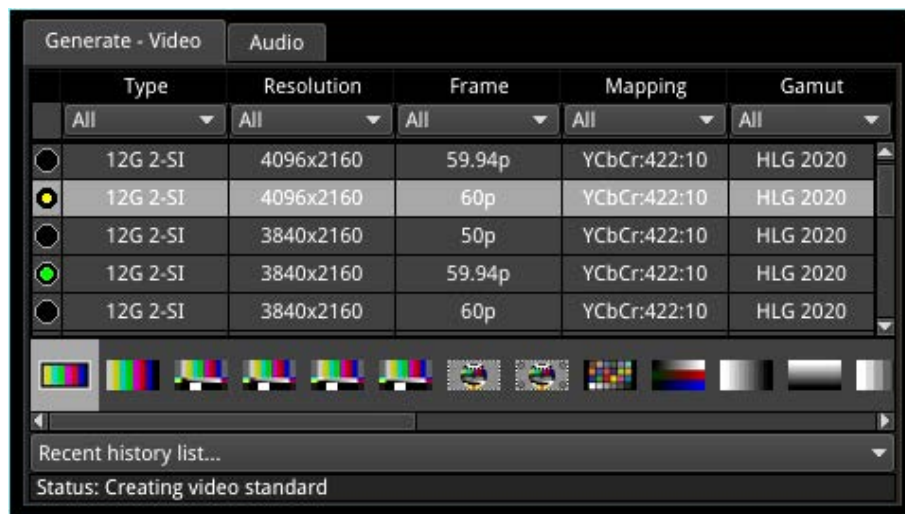 Generate - Video Audio
Type Resolution Frame Mapping Gamut
All All All All All
12G 2-SI 4096x2160 59.94p YCbCr:422:10 HLG 2020
12G 2-SI 4096x2160 60p YCbCr:422:10 HLG 2020
12G 2-SI 3840x2160 50p YCbCr:422:10 HLG 2020
12G 2-SI 3840x2160 59.94p YCbCr:422:10 HLG 2020
12G 2-SI 3840x2160 60p YCbCr:422:10 HLG 2020
Recent history list...
Status: Creating video standard